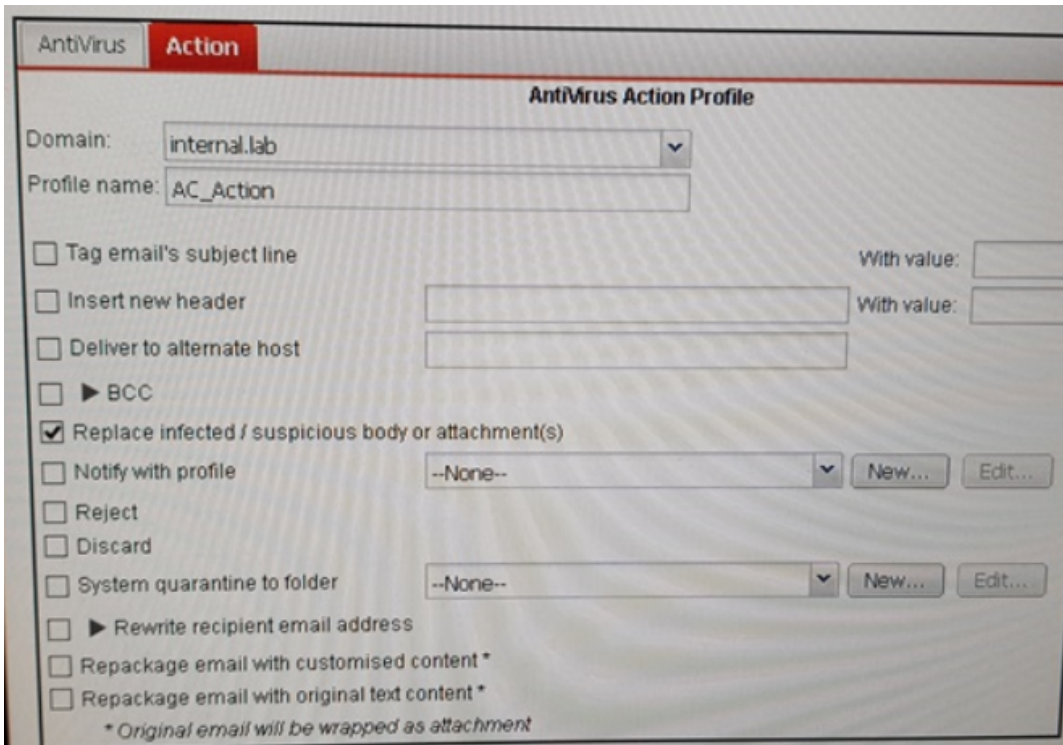 AntiVirus Action
AntiVirus Action Profile
Domain: internal.lab
Profile name: AC_Action
Tag email's subject line With value:
Insert new header With value:
Deliver to alternate host
BCC
Replace infected / suspicious body or attachment(s)
Notify with profile --None-- New... Edit...
Reject
Discard
System quarantine to folder --None-- New... Edit...
Rewrite recipient email address
Repackage email with customised content *
Repackage email with original text content *
* Original email will be wrapped as attachment